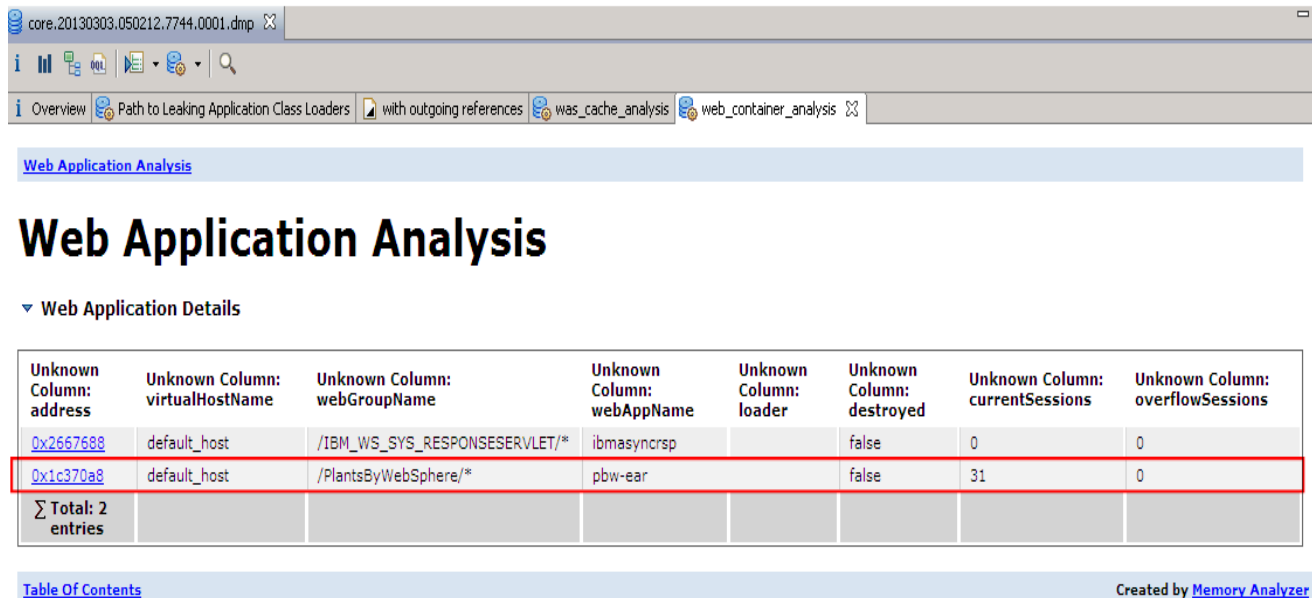 core.20130303.050212.7744.0001.dmp
i OQL
i Overview Path to Leaking Application Class Loaders with outgoing references was_cache_analysis web_container_analysis
Web Application Analysis
Web Application Analysis
Web Application Details
Unknown Column: address Unknown Column: virtualHostName Unknown Column: webGroupName Unknown Column: webAppName Unknown Column: loader Unknown Column: destroyed Unknown Column: currentSessions Unknown Column: overflowSessions
0x2667688 default_host /IBM_WS_SYS_RESPONSESERVLET/* ibmasyncrsp false 0 0
0x1c370a8 default_host /PlantsByWebSphere/* pbw-ear false 31 0
∑ Total: 2 entries
Table Of Contents Created by Memory Analyzer